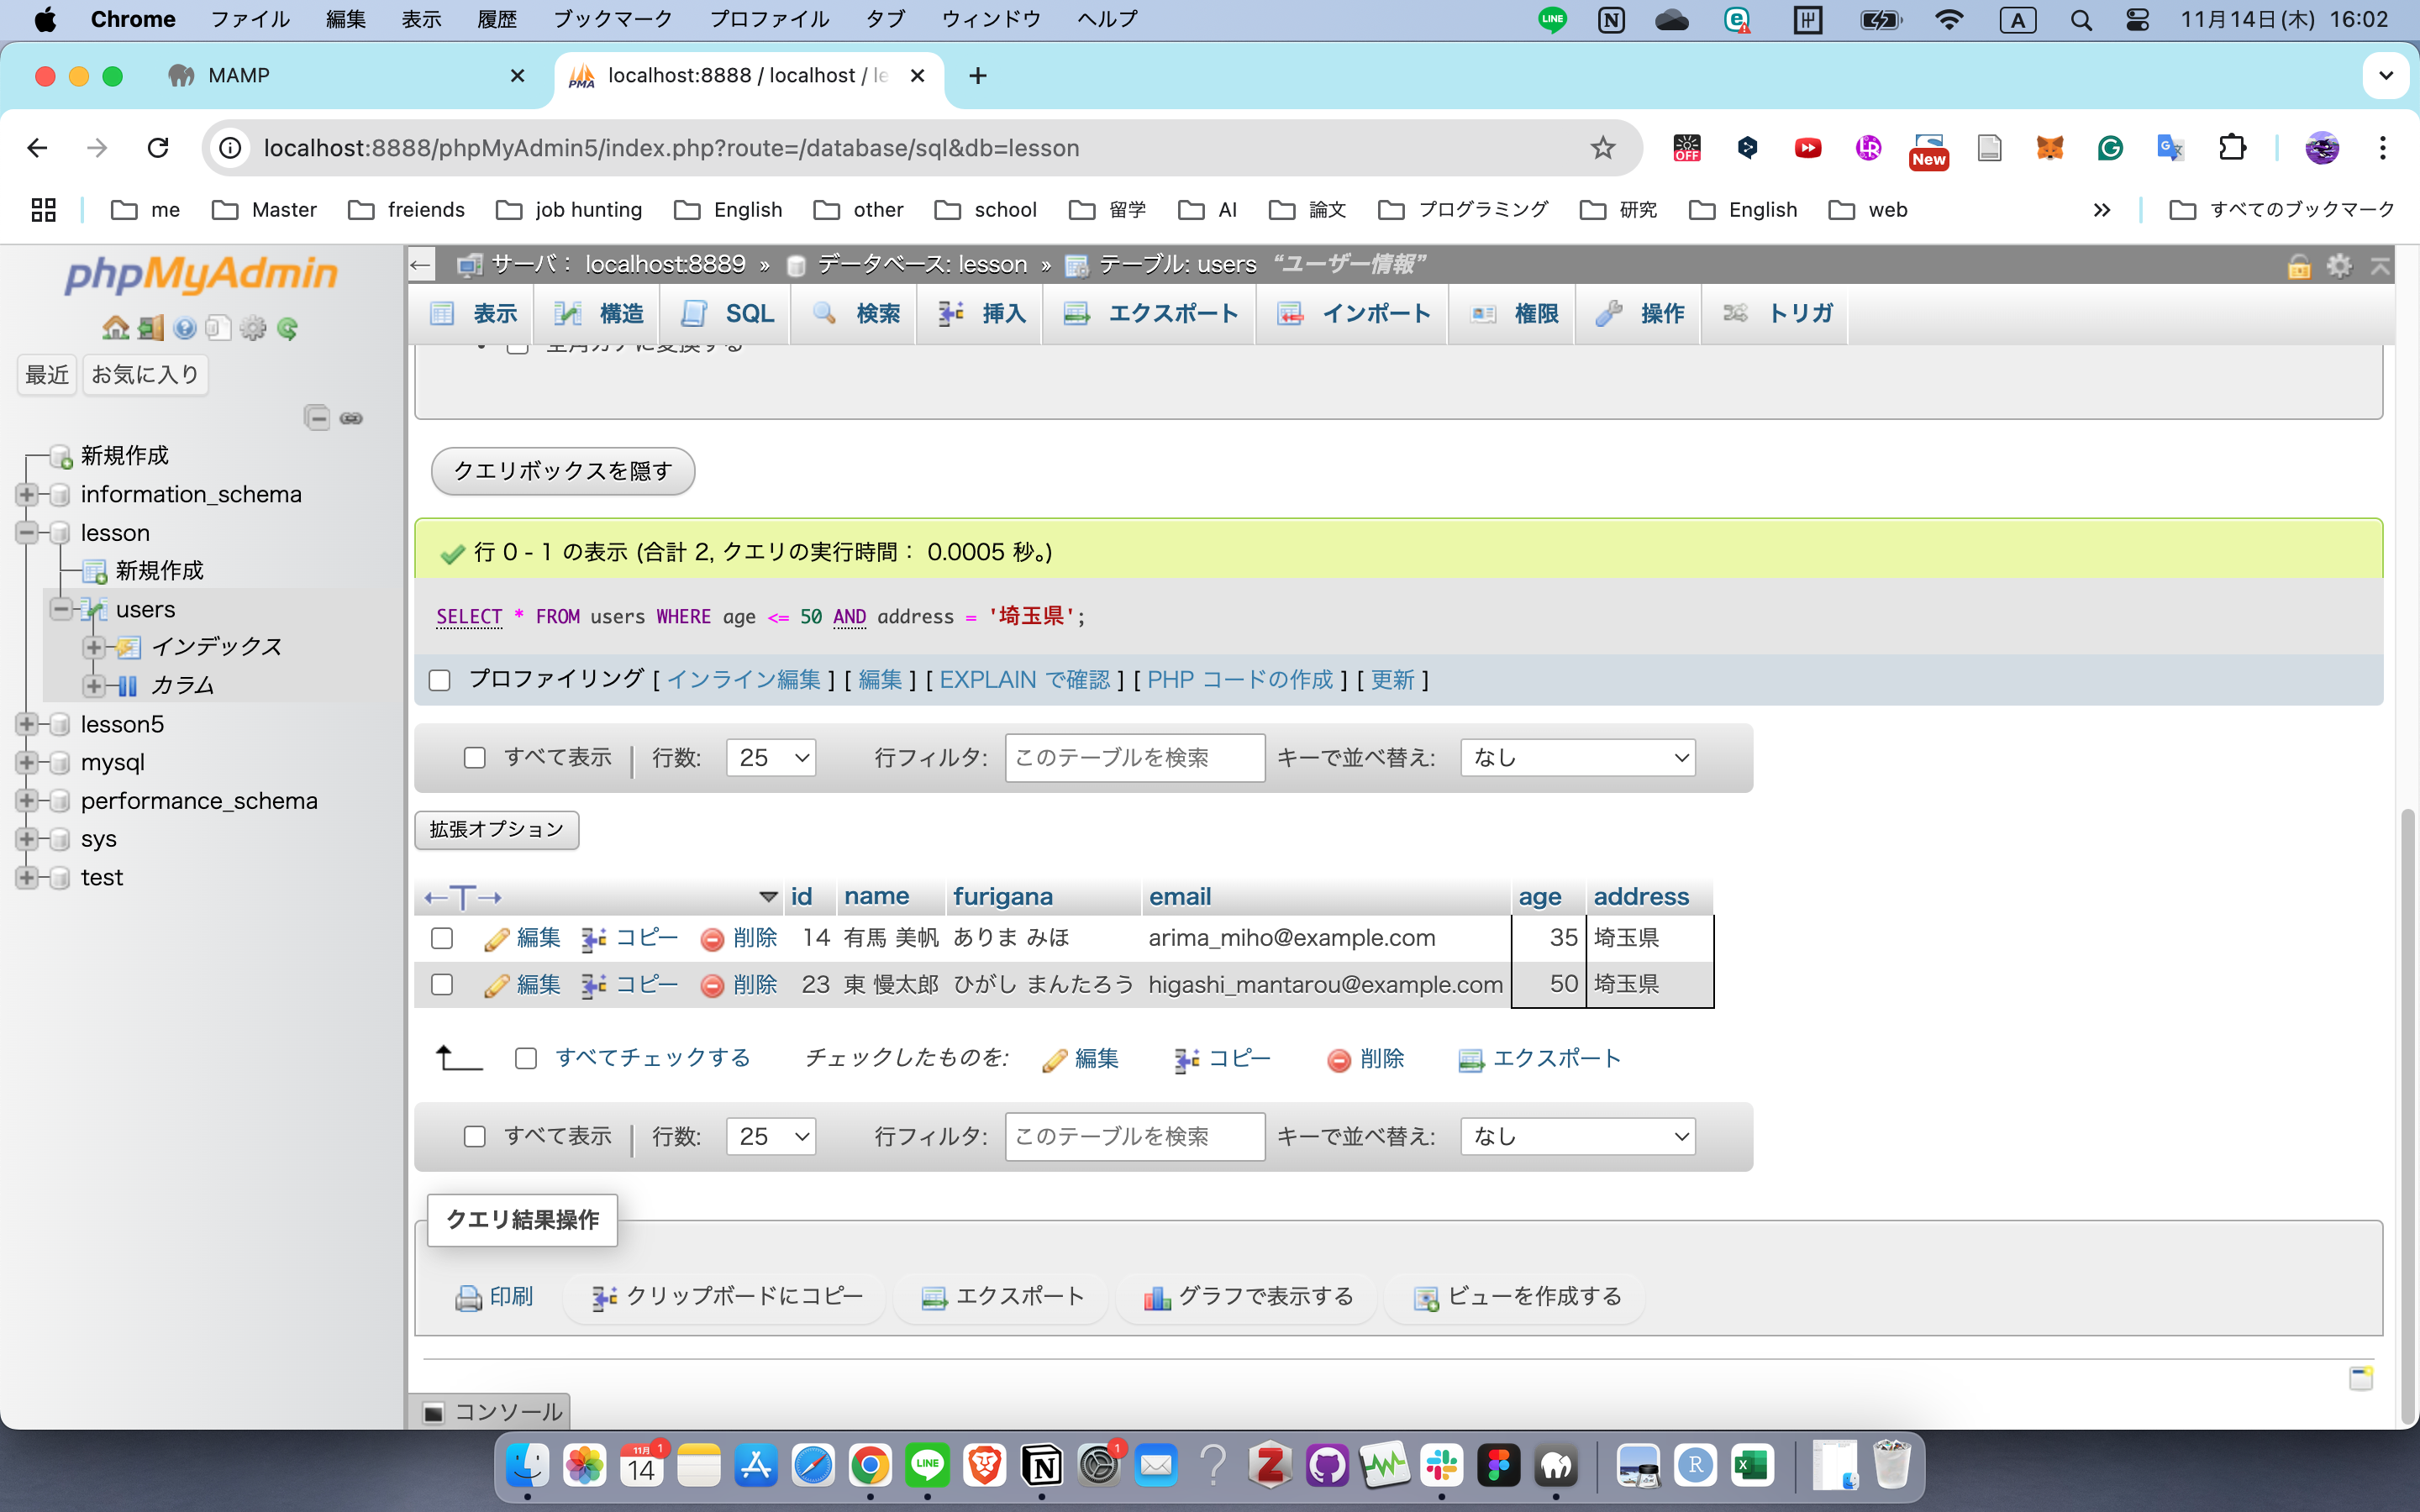 Chrome ファイル 編集 表示 履歴 ブックマーク プロファイル タブ ウィンドウ ヘルプ LINE A 11月14日(木) 16:02
MAMP
PMA localhost:8888 / localhost / le
localhost:8888/phpMyAdmin5/index.php?route=/database/sql&db=lesson
OFF New
me Master freiends job hunting English other school 留学 AI 論文 プログラミング 研究 English web » すべてのブックマーク
phpMyAdmin
最近 お気に入り
新規作成
information_schema
lesson
新規作成
users
インデックス
カラム
lesson5
mysql
performance_schema
sys
test
サーバ: localhost:8889 » データベース: lesson » テーブル: users “ユーザー情報”
表示 構造 SQL 検索 挿入 エクスポート インポート 権限 操作 トリガ
全角カナに変換する
クエリボックスを隠す
行 0 - 1 の表示 (合計 2, クエリの実行時間: 0.0005 秒。)
SELECT * FROM users WHERE age <= 50 AND address = '埼玉県';
プロファイリング [ インライン編集 ] [ 編集 ] [ EXPLAIN で確認 ] [ PHP コードの作成 ] [ 更新 ]
すべて表示 | 行数: 25 行フィルタ: このテーブルを検索 キーで並べ替え: なし
拡張オプション
←T→ id name furigana email age address
編集 コピー 削除 14 有馬 美帆 ありま みほ arima_miho@example.com 35 埼玉県
編集 コピー 削除 23 東 慢太郎 ひがし まんたろう higashi_mantarou@example.com 50 埼玉県
すべてチェックする チェックしたものを: 編集 コピー 削除 エクスポート
すべて表示 | 行数: 25 行フィルタ: このテーブルを検索 キーで並べ替え: なし
クエリ結果操作
印刷 クリップボードにコピー エクスポート グラフで表示する ビューを作成する
コンソール
11月 14 1 LINE 1